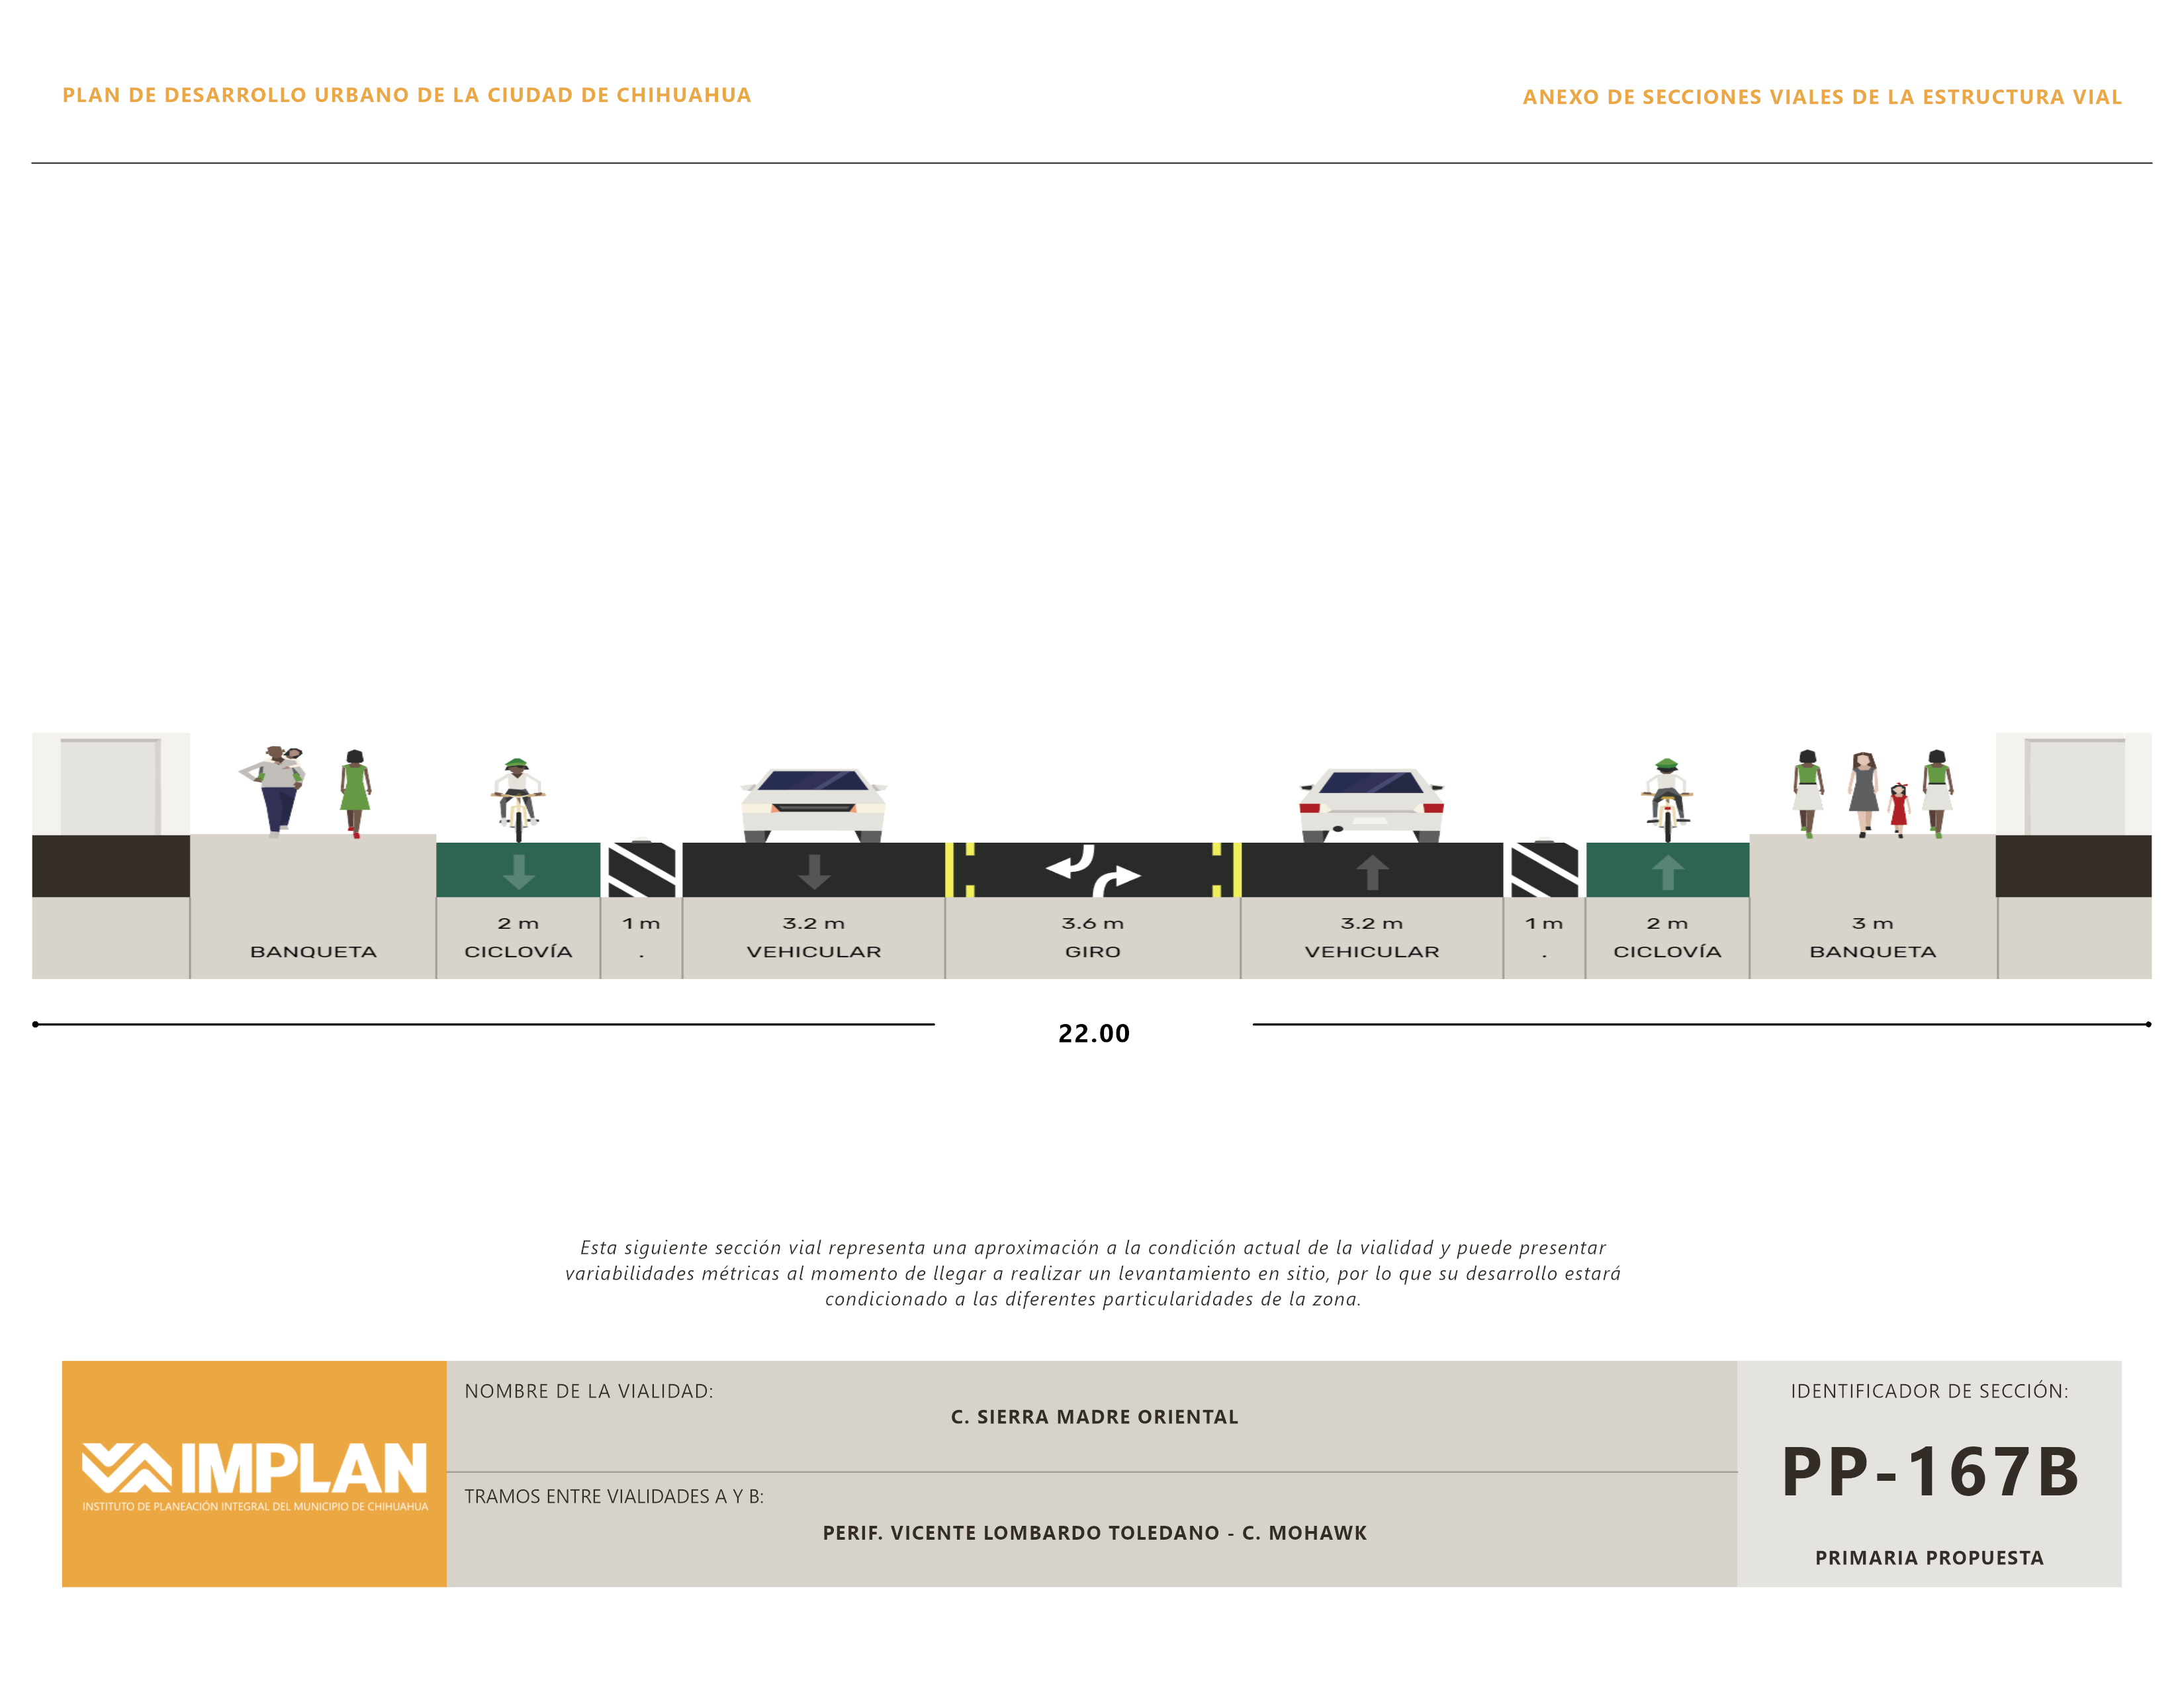 PLAN DE DESARROLLO URBANO DE LA CIUDAD DE CHIHUAHUA
ANEXO DE SECCIONES VIALES DE LA ESTRUCTURA VIAL
2 m 1 m 3.2 m 3.6 m 3.2 m 1 m 2 m 3 m
BANQUETA CICLOVÍA . VEHICULAR GIRO VEHICULAR . CICLOVÍA BANQUETA
22.00
Esta siguiente sección vial representa una aproximación a la condición actual de la vialidad y puede presentar
variabilidades métricas al momento de llegar a realizar un levantamiento en sitio, por lo que su desarrollo estará
condicionado a las diferentes particularidades de la zona.
IMPLAN
INSTITUTO DE PLANEACIÓN INTEGRAL DEL MUNICIPIO DE CHIHUAHUA
NOMBRE DE LA VIALIDAD:
C. SIERRA MADRE ORIENTAL
TRAMOS ENTRE VIALIDADES A Y B:
PERIF. VICENTE LOMBARDO TOLEDANO - C. MOHAWK
IDENTIFICADOR DE SECCIÓN:
PP-167B
PRIMARIA PROPUESTA